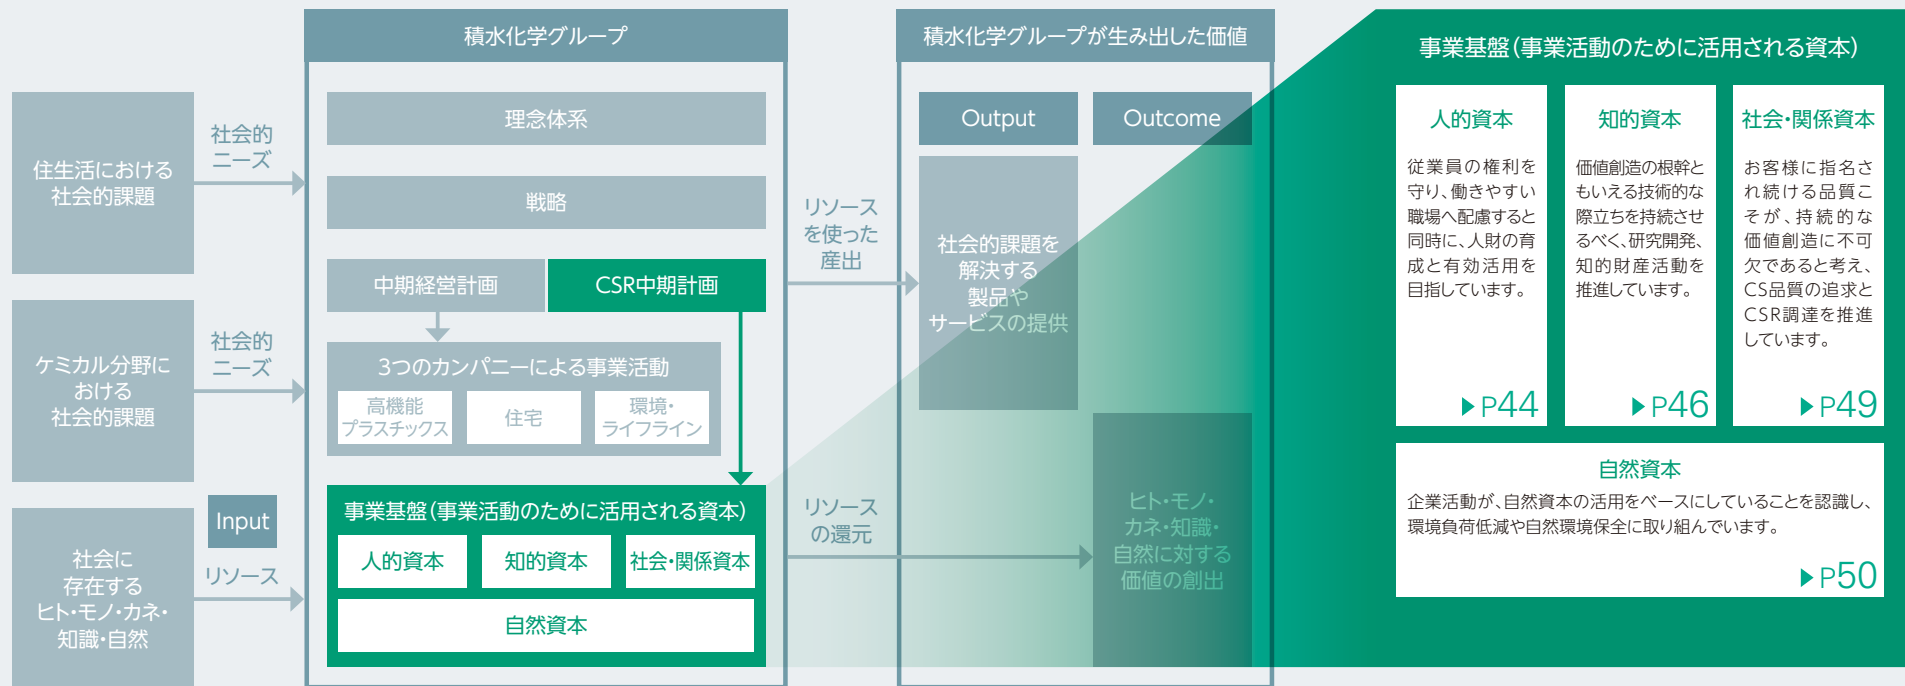 住生活における
社会的課題
社会的
ニーズ
ケミカル分野に
おける
社会的課題
社会的
ニーズ
社会に
存在する
ヒト・モノ・カネ・
知識・自然
Input
リソース
積水化学グループ
理念体系
戦略
中期経営計画
CSR中期計画
3つのカンパニーによる事業活動
高機能
プラスチックス
住宅
環境・
ライフライン
事業基盤（事業活動のために活用される資本）
人的資本
知的資本
社会・関係資本
自然資本
リソース
を使った
産出
リソース
の還元
積水化学グループが生み出した価値
Output
Outcome
社会的課題を
解決する
製品や
サービスの提供
ヒト・モノ・
カネ・知識・
自然に対する
価値の創出
事業基盤（事業活動のために活用される資本）
人的資本
従業員の権利を
守り、働きやすい
職場へ配慮すると
同時に、人財の育
成と有効活用を
目指しています。
▶P44
知的資本
価値創造の根幹と
もいえる技術的な
際立ちを持続させ
るべく、研究開発、
知的財産活動を
推進しています。
▶P46
社会・関係資本
お客様に指名さ
れ続ける品質こ
そが、持続的な
価値創造に不可
欠であると考え、
CS品質の追求と
CSR調達を推進
しています。
▶P49
自然資本
企業活動が、自然資本の活用をベースにしていることを認識し、
環境負荷低減や自然環境保全に取り組んでいます。
▶P50